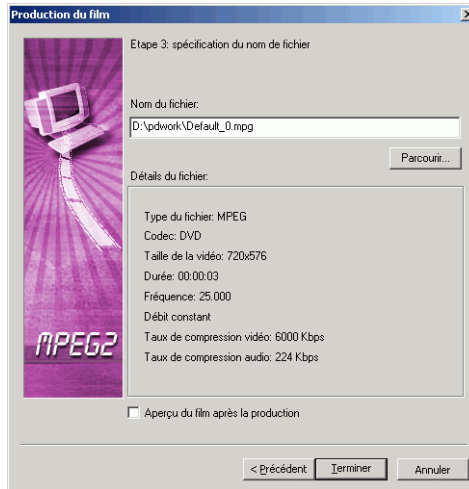 Production du film
Etape 3: spécification du nom de fichier
Nom du fichier:
D:\pdwork\Default_0.mpg
Parcourir...
Détails du fichier:
Type du fichier: MPEG
Codec: DVD
Taille de la vidéo: 720x576
Durée: 00:00:03
Fréquence: 25.000
Débit constant
Taux de compression vidéo: 6000 Kbps
Taux de compression audio: 224 Kbps
MPEG2
Aperçu du film après la production
< Précédent
Terminer
Annuler